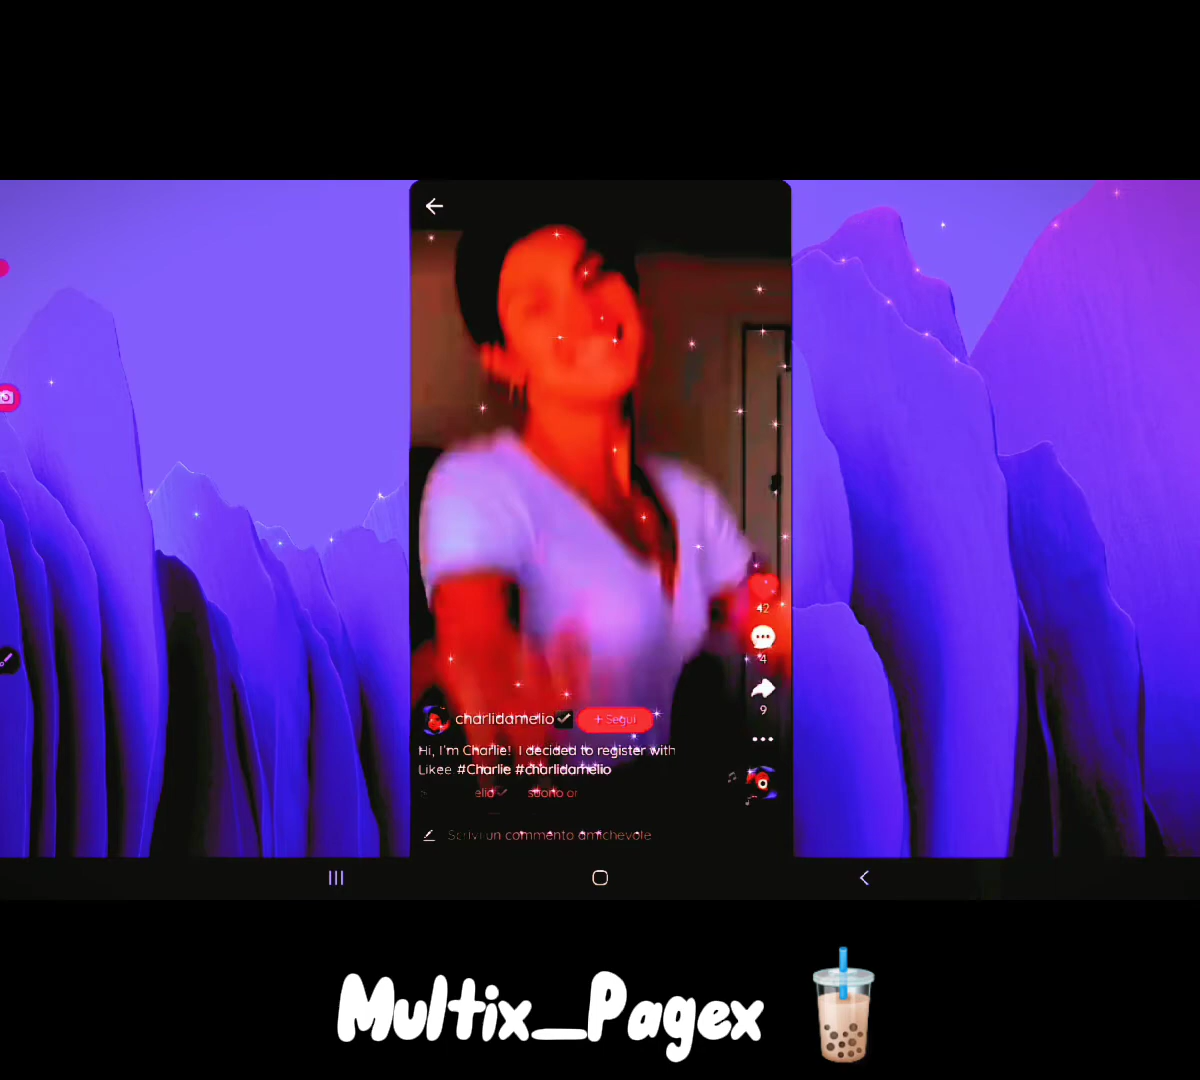 42
4
9
charlidamelio + Segui
Hi, I'm Charlie! I decided to register with
Likee #Charlie #charlidamelio
suono or
Scrivi un commento amichevole
Multix_Pagex